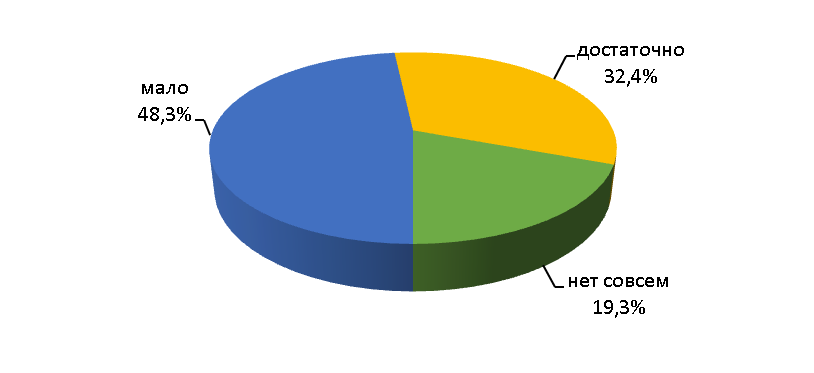 достаточно
32,4%
мало
48,3%
нет совсем
19,3%